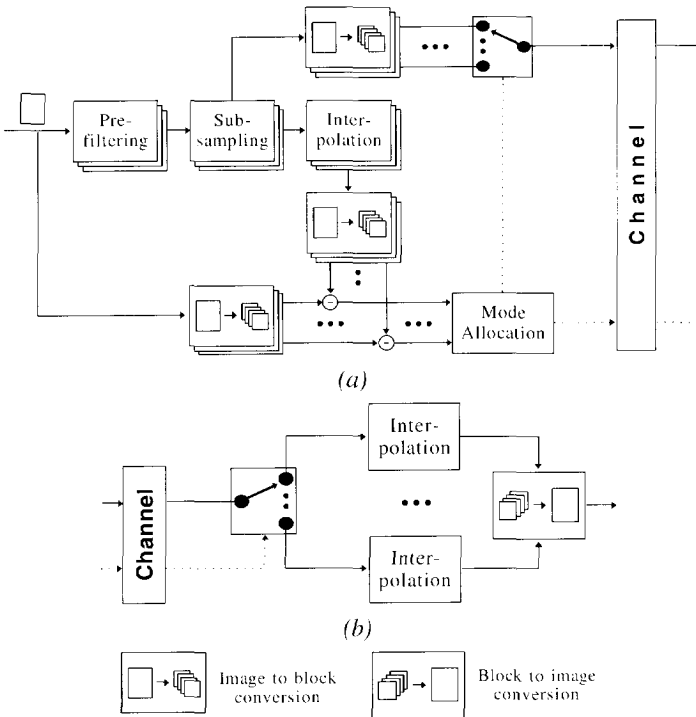 Pre-
filtering
Sub-
sampling
Inter-
polation
Channel
Mode
Allocation
(a)
Inter-
polation
Channel
Inter-
polation
(b)
Image to block
conversion
Block to image
conversion